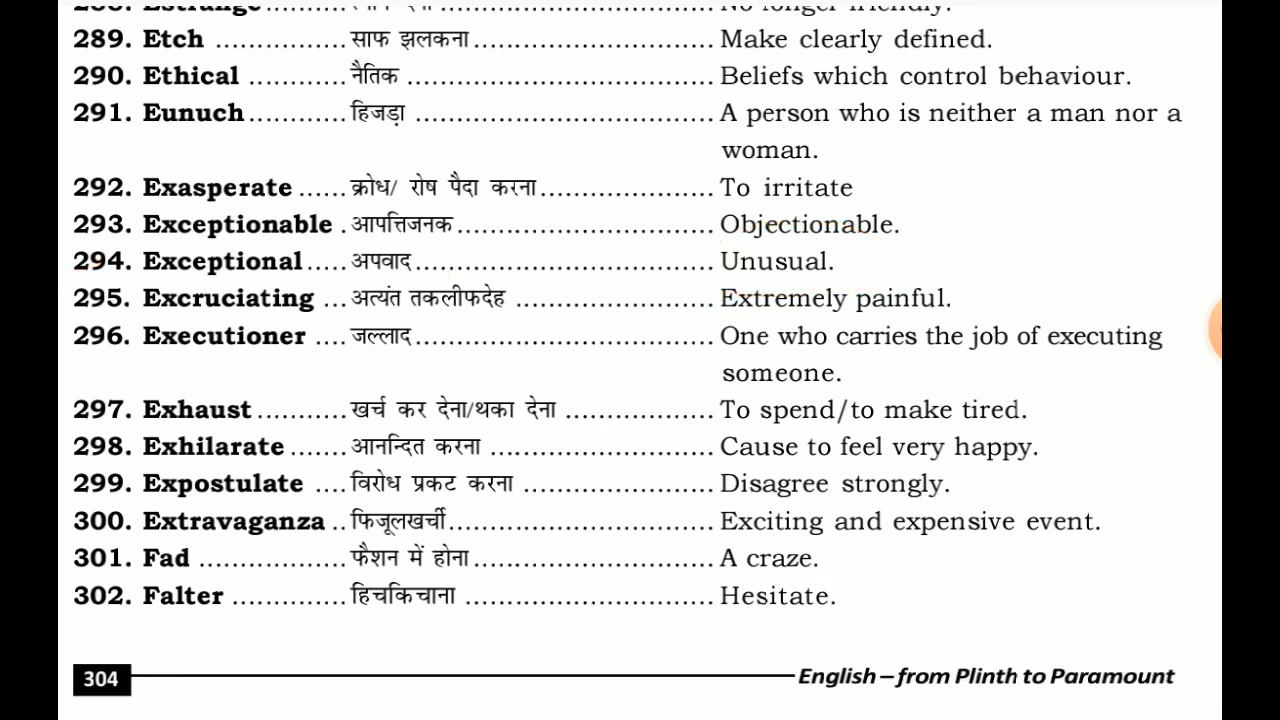 289. Etch ................ साफ झलकना ............................. Make clearly defined.
290. Ethical ............ नैतिक ..................................... Beliefs which control behaviour.
291. Eunuch............ हिजड़ा .................................... A person who is neither a man nor a
woman.
292. Exasperate ...... क्रोध/ रोष पैदा करना..................... To irritate
293. Exceptionable . आपत्तिजनक............................... Objectionable.
294. Exceptional..... अपवाद.................................... Unusual.
295. Excruciating ... अत्यंत तकलीफदेह ........................ Extremely painful.
296. Executioner .... जल्लाद..................................... One who carries the job of executing
someone.
297. Exhaust........... खर्च कर देना/थका देना .................. To spend/to make tired.
298. Exhilarate ....... आनन्दित करना ........................... Cause to feel very happy.
299. Expostulate .... विरोध प्रकट करना ....................... Disagree strongly.
300. Extravaganza .. फिजूलखर्ची................................ Exciting and expensive event.
301. Fad .................. फैशन में होना............................. A craze.
302. Falter .............. हिचकिचाना .............................. Hesitate.
304 English – from Plinth to Paramount